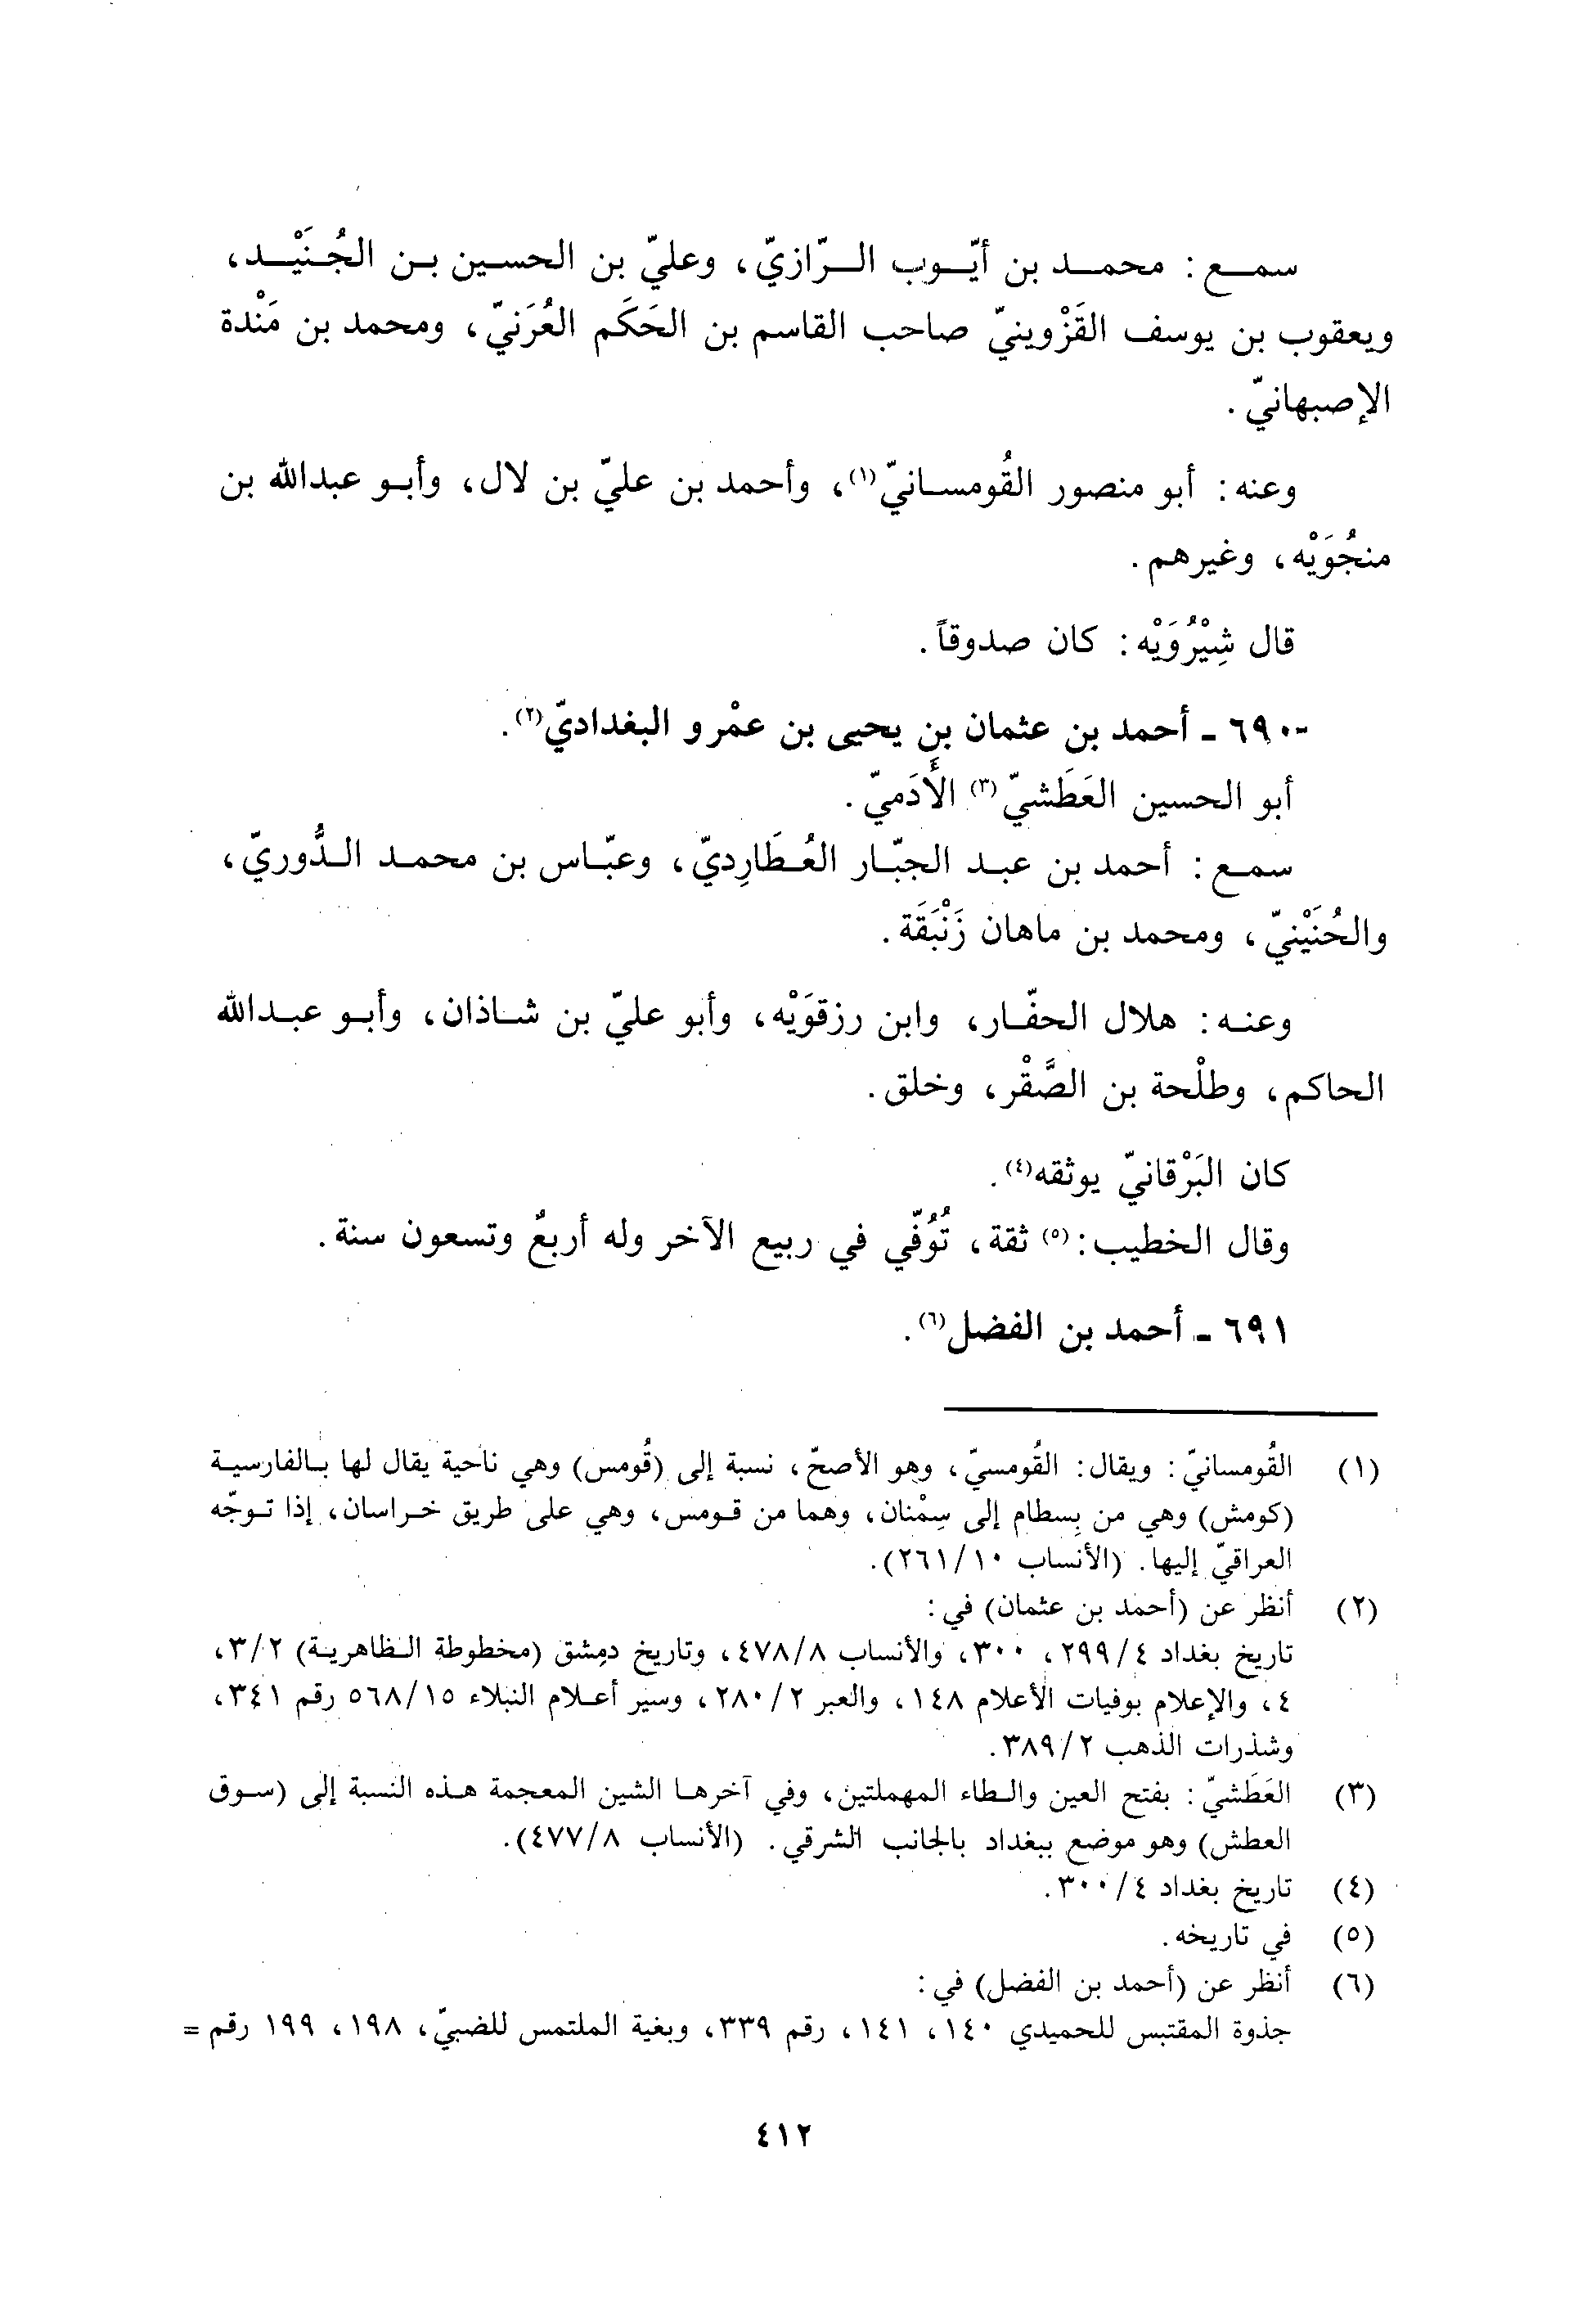 سمع : محمد بن أيّوب الرّازيّ، وعليّ بن الحسين بن الجُنَيْد،
ويعقوب بن يوسف القَزْوينيّ صاحب القاسم بن الحَكَم العُرَنيّ، ومحمد بن مَنْدة
الإصبهانيّ.
وعنه: أبو منصور القُومسانيّ(١)، وأحمد بن عليّ بن لال، وأبو عبدالله بن
منجُوَيْه، وغيرهم.
قال شِيْرُوَيْه: كان صدوقاً.
-٦٩٠ - أحمد بن عثمان بن يحيى بن عمْرو البغداديّ(٢).
أبو الحسين العَطَشيّ(٣) الأَدَميّ.
سمع: أحمد بن عبد الجبّار العُطَارِديّ، وعبّاس بن محمد الدُّوريّ،
والحُنَيْنيّ، ومحمد بن ماهان زَنْبَقَة.
وعنه: هلال الحفّار، وابن رزقوَيْه، وأبو عليّ بن شاذان، وأبو عبدالله
الحاكم، وطلْحة بن الصَّقْر، وخلق.
كان البَرْقانيّ يوثقه(٤).
وقال الخطيب:(٥) ثقة، تُوُفّي في ربيع الآخر وله أربعٌ وتسعون سنة.
٦٩١ - أحمد بن الفضل(٦).
(١) القُومسانيّ: ويقال: القُومسيّ، وهو الأصحّ، نسبة إلى (قُومس) وهي ناحية يقال لها بالفارسية
(كومش) وهي من بِسطام إلى سِمْنان، وهما من قومس، وهي على طريق خراسان، إذا توجّه
العراقيّ إليها. (الأنساب ٢٦١/١٠).
(٢) أنظر عن (أحمد بن عثمان) في:
تاريخ بغداد ٢٩٩/٤، ٣٠٠، والأنساب ٤٧٨/٨، وتاريخ دمشق (مخطوطة الظاهرية) ٣/٢،
٤، والإعلام بوفيات الأعلام ١٤٨، والعبر ٢٨٠/٢، وسير أعلام النبلاء ٥٦٨/١٥ رقم ٣٤١،
وشذرات الذهب ٣٨٩/٢.
(٣) العَطَشيّ: بفتح العين والطاء المهملتين، وفي آخرها الشين المعجمة هذه النسبة إلى (سوق
العطش) وهو موضع ببغداد بالجانب الشرقي. (الأنساب ٤٧٧/٨).
(٤) تاريخ بغداد ٣٠٠/٤.
(٥) في تاريخه.
(٦) أنظر عن (أحمد بن الفضل) في:
جذوة المقتبس للحميدي ١٤٠، ١٤١، رقم ٣٣٩، وبغية الملتمس للضبيّ، ١٩٨، ١٩٩ رقم =
٤١٢